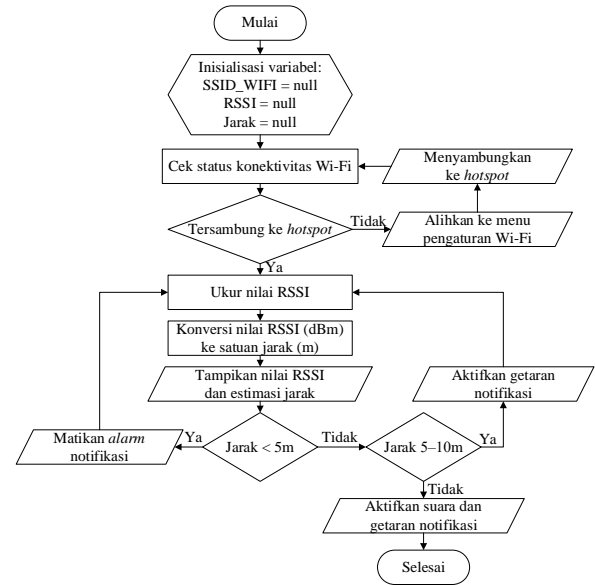 Mulai
Inisialisasi variabel:
SSID_WIFI = null
RSSI = null
Jarak = null
Cek status konektivitas Wi-Fi
Menyambungkan
ke hotspot
Tersambung ke hotspot
Tidak
Alihkan ke menu
pengaturan Wi-Fi
Ya
Ukur nilai RSSI
Konversi nilai RSSI (dBm)
ke satuan jarak (m)
Tampikan nilai RSSI
dan estimasi jarak
Aktifkan getaran
notifikasi
Matikan alarm
notifikasi
Ya
Jarak < 5m
Tidak
Jarak 5–10m
Ya
Tidak
Aktifkan suara dan
getaran notifikasi
Selesai